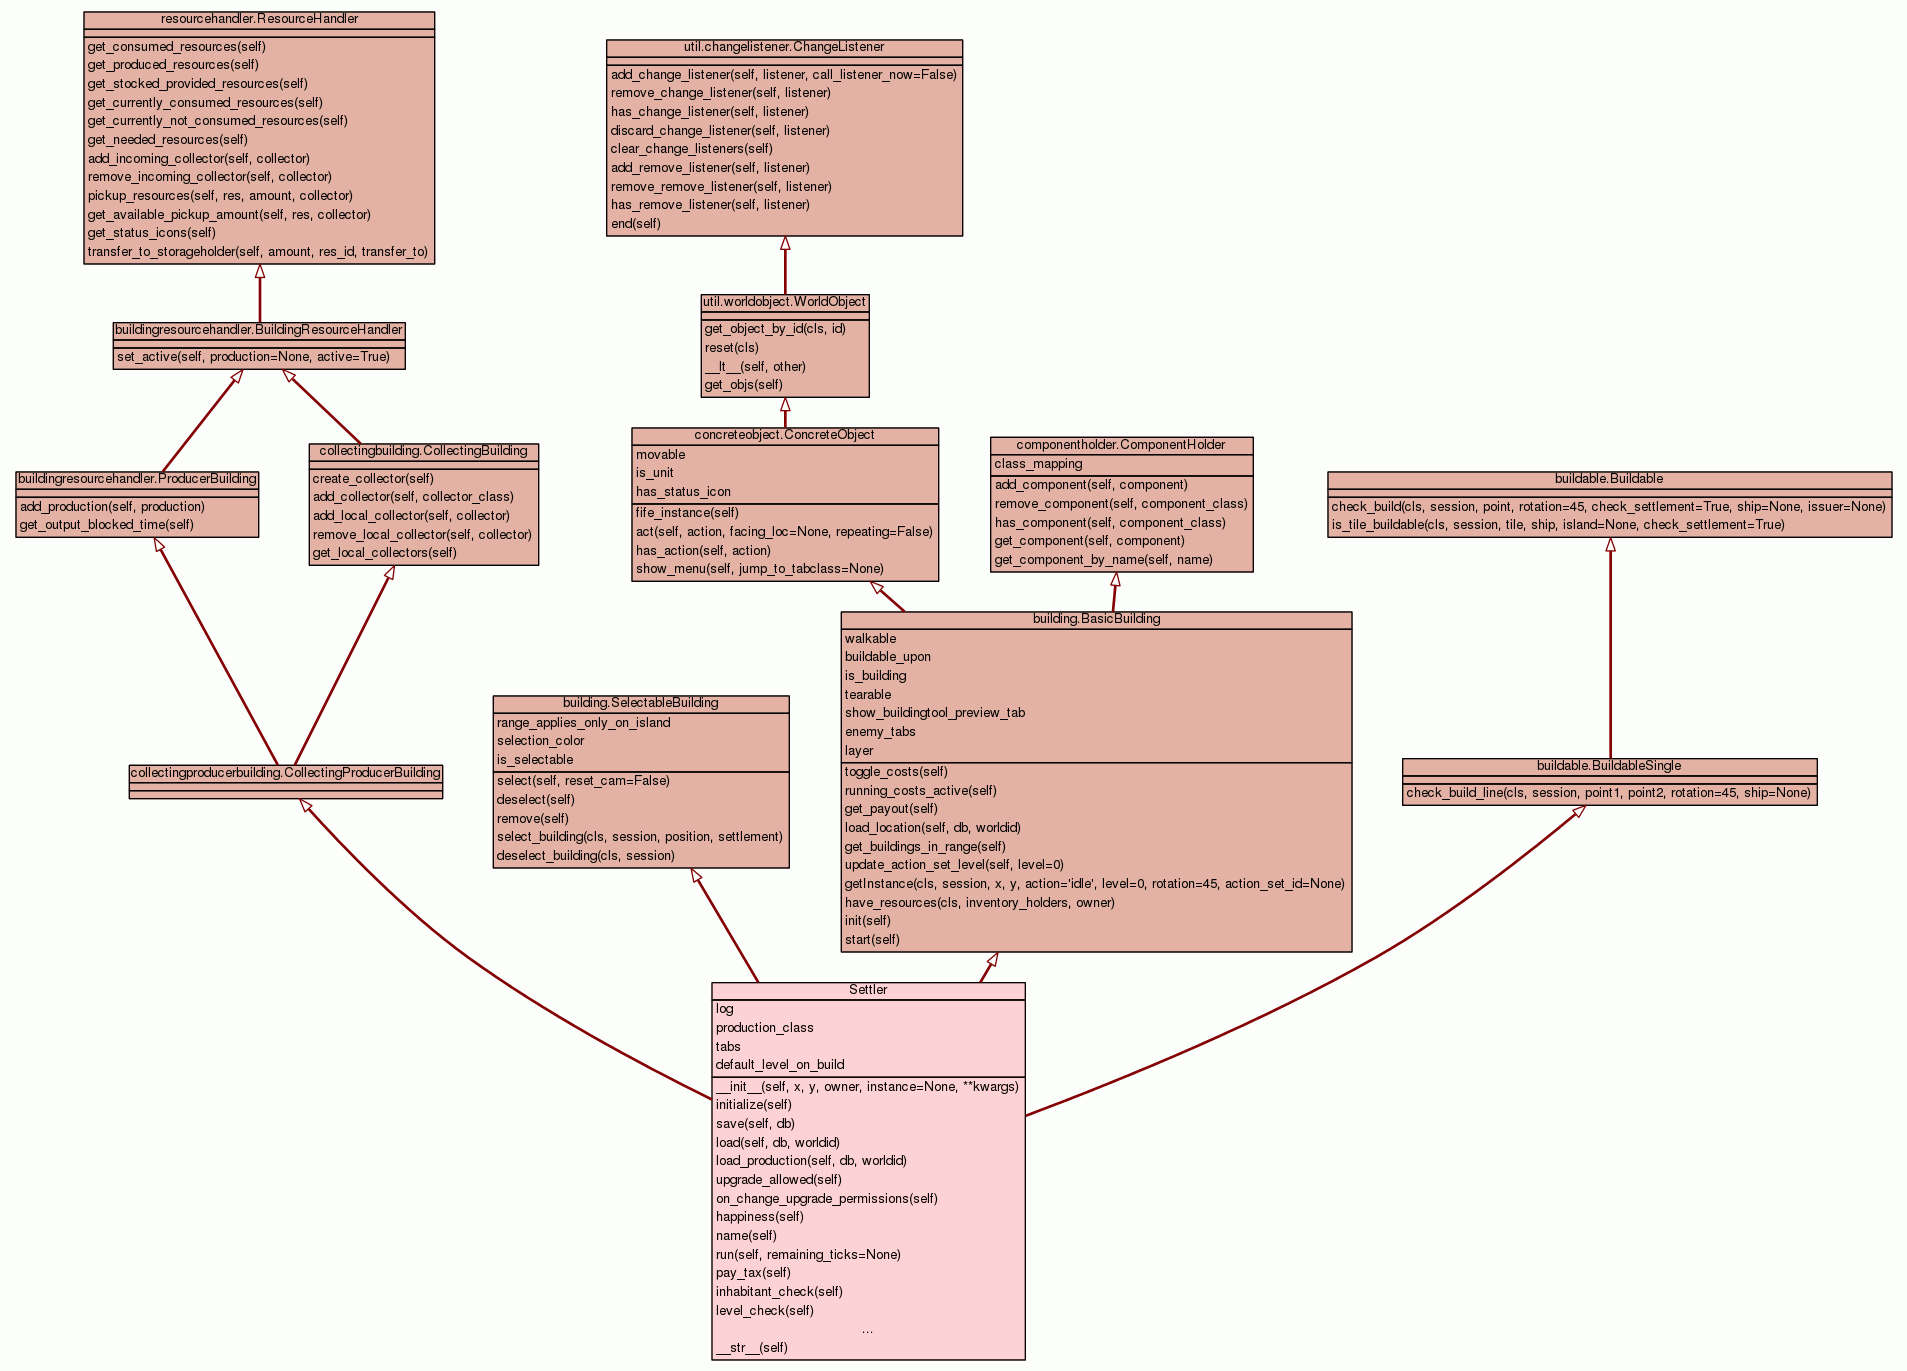 resourcehandler.ResourceHandler
get_consumed_resources(self)
get_produced_resources(self)
get_stocked_provided_resources(self)
get_currently_consumed_resources(self)
get_currently_not_consumed_resources(self)
get_needed_resources(self)
add_incoming_collector(self, collector)
remove_incoming_collector(self, collector)
pickup_resources(self, res, amount, collector)
get_available_pickup_amount(self, res, collector)
get_status_icons(self)
transfer_to_storageholder(self, amount, res_id, transfer_to)
util.changelistener.ChangeListener
add_change_listener(self, listener, call_listener_now=False)
remove_change_listener(self, listener)
has_change_listener(self, listener)
discard_change_listener(self, listener)
clear_change_listeners(self)
add_remove_listener(self, listener)
remove_remove_listener(self, listener)
has_remove_listener(self, listener)
end(self)
util.worldobject.WorldObject
get_object_by_id(cls, id)
reset(cls)
__lt__(self, other)
get_objs(self)
buildingresourcehandler.BuildingResourceHandler
set_active(self, production=None, active=True)
buildingresourcehandler.ProducerBuilding
add_production(self, production)
get_output_blocked_time(self)
collectingbuilding.CollectingBuilding
create_collector(self)
add_collector(self, collector_class)
add_local_collector(self, collector)
remove_local_collector(self, collector)
get_local_collectors(self)
concreteobject.ConcreteObject
movable
is_unit
has_status_icon
fife_instance(self)
act(self, action, facing_loc=None, repeating=False)
has_action(self, action)
show_menu(self, jump_to_tabclass=None)
componentholder.ComponentHolder
class_mapping
add_component(self, component)
remove_component(self, component_class)
has_component(self, component_class)
get_component(self, component)
get_component_by_name(self, name)
buildable.Buildable
check_build(cls, session, point, rotation=45, check_settlement=True, ship=None, issuer=None)
is_tile_buildable(cls, session, tile, ship, island=None, check_settlement=True)
collectingproducerbuilding.CollectingProducerBuilding
building.SelectableBuilding
range_applies_only_on_island
selection_color
is_selectable
select(self, reset_cam=False)
deselect(self)
remove(self)
select_building(cls, session, position, settlement)
deselect_building(cls, session)
building.BasicBuilding
walkable
buildable_upon
is_building
tearable
show_buildingtool_preview_tab
enemy_tabs
layer
toggle_costs(self)
running_costs_active(self)
get_payout(self)
load_location(self, db, worldid)
get_buildings_in_range(self)
update_action_set_level(self, level=0)
getInstance(cls, session, x, y, action='idle', level=0, rotation=45, action_set_id=None)
have_resources(cls, inventory_holders, owner)
init(self)
start(self)
buildable.BuildableSingle
check_build_line(cls, session, point1, point2, rotation=45, ship=None)
Settler
log
production_class
tabs
default_level_on_build
__init__(self, x, y, owner, instance=None, **kwargs)
initialize(self)
save(self, db)
load(self, db, worldid)
load_production(self, db, worldid)
upgrade_allowed(self)
on_change_upgrade_permissions(self)
happiness(self)
name(self)
run(self, remaining_ticks=None)
pay_tax(self)
inhabitant_check(self)
level_check(self)
...
__str__(self)